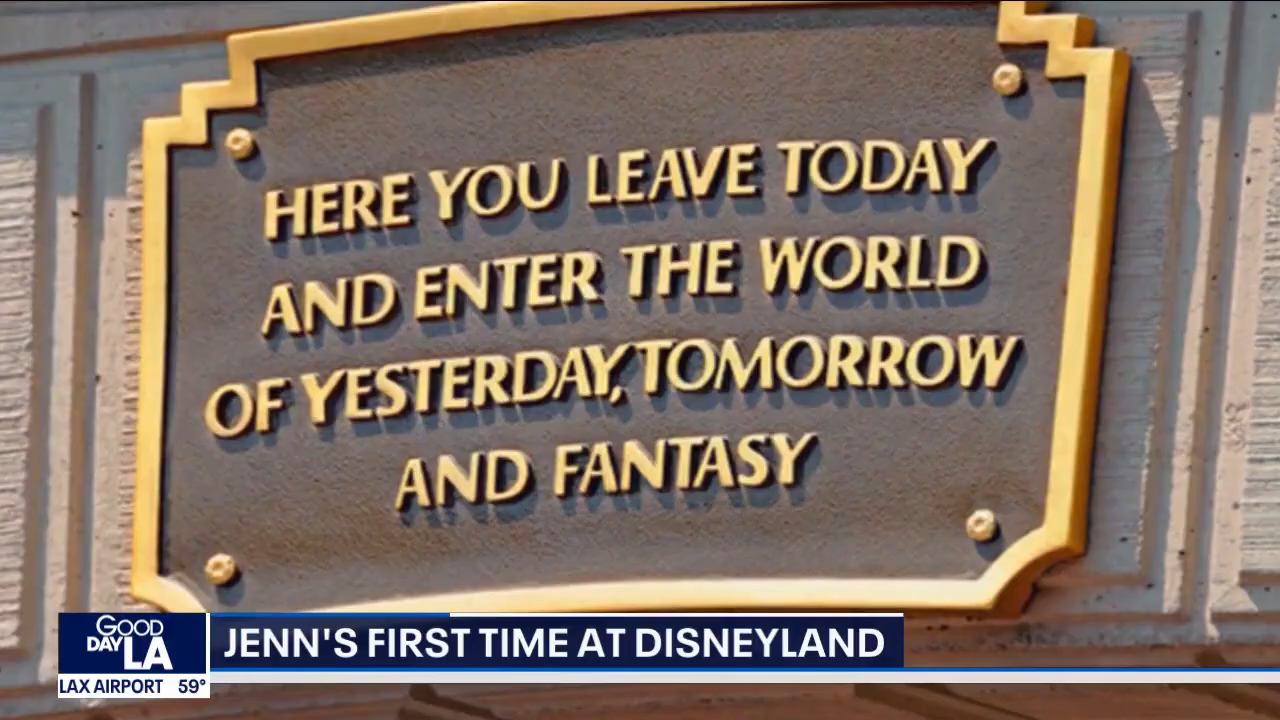 HERE YOU LEAVE TODAY
AND ENTER THE WORLD
OF YESTERDAY, TOMORROW
AND FANTASY
GOOD
DAY LA
JENN'S FIRST TIME AT DISNEYLAND
LAX AIRPORT 59°